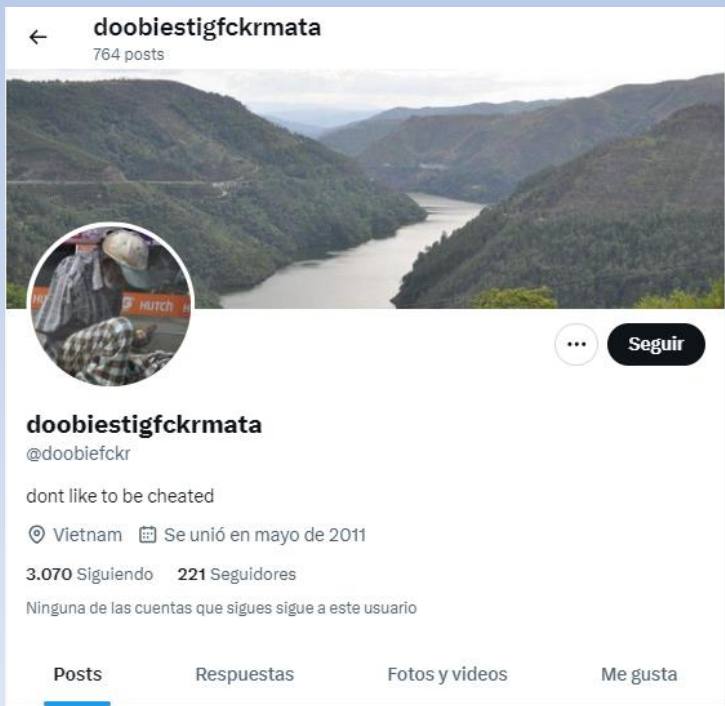 doobiestigfckrmata
764 posts
HUTCH
Seguir
doobiestigfckrmata
@doobiefckr
dont like to be cheated
Vietnam Se unió en mayo de 2011
3.070 Siguiendo 221 Seguidores
Ninguna de las cuentas que sigues sigue a este usuario
Posts Respuestas Fotos y videos Me gusta